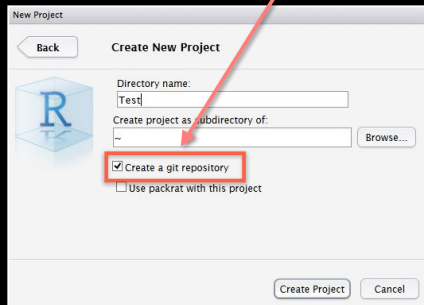 New Project
Back
Create New Project
Directory name:
Test
R
Create project as subdirectory of:
~
Browse...
Create a git repository
Use packrat with this project
Create Project
Cancel